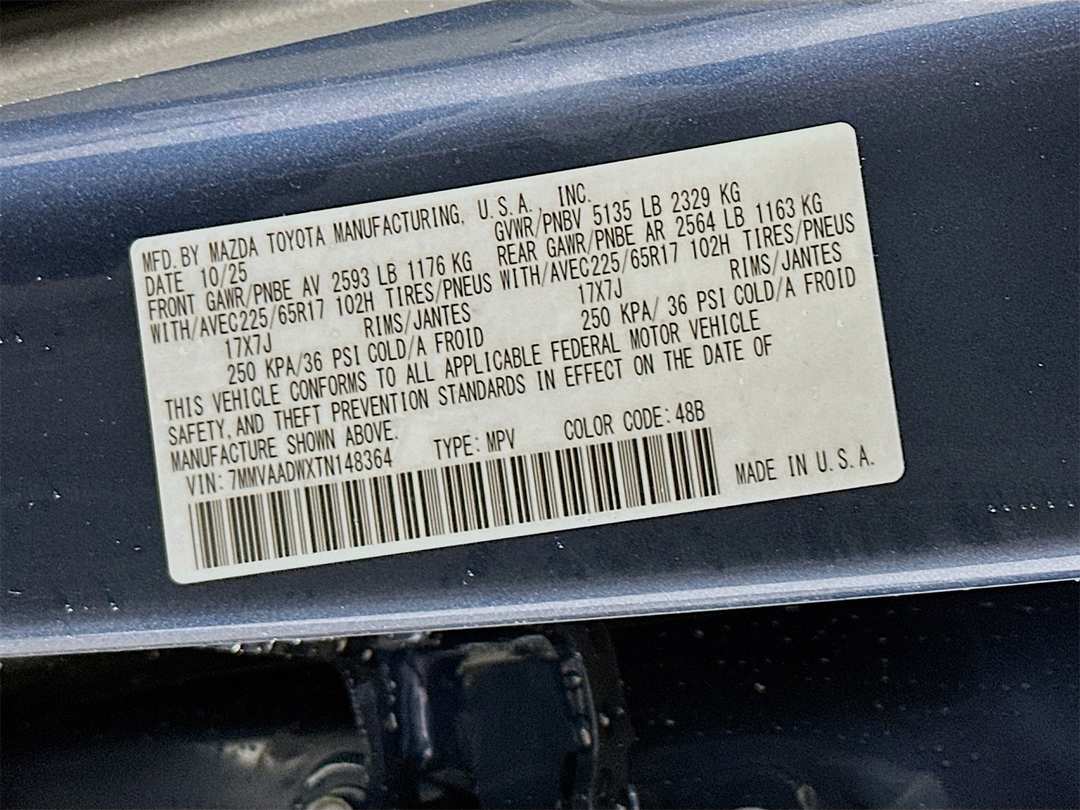 MFD. BY MAZDA TOYOTA MANUFACTURING, U.S.A., INC.
DATE 10/25 GVWR/PNBV 5135 LB 2329 KG
FRONT GAWR/PNBE AV 2593 LB 1176 KG REAR GAWR/PNBE AR 2564 LB 1163 KG
WITH/AVEC225/65R17 102H TIRES/PNEUS WITH/AVEC225/65R17 102H TIRES/PNEUS
17X7J RIMS/JANTES 17X7J RIMS/JANTES
250 KPA/36 PSI COLD/A FROID 250 KPA/ 36 PSI COLD/A FROID
THIS VEHICLE CONFORMS TO ALL APPLICABLE FEDERAL MOTOR VEHICLE
SAFETY, AND THEFT PREVENTION STANDARDS IN EFFECT ON THE DATE OF
MANUFACTURE SHOWN ABOVE.
VIN: 7MMVAADWXTN148364 TYPE: MPV COLOR CODE: 48B
MADE IN U.S.A.